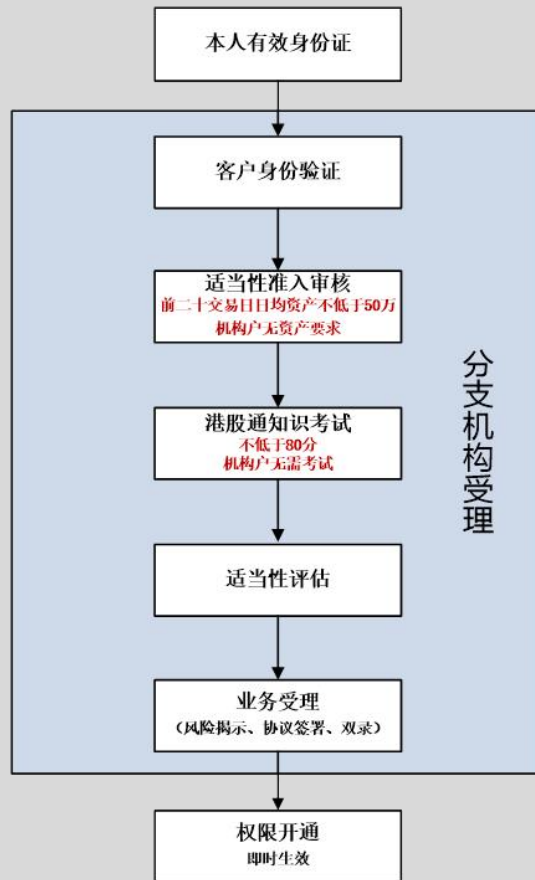 本人有效身份证
客户身份验证
适当性准入审核
前二十交易日日均资产不低于50万
机构户无资产要求
港股通知识考试
不低于80分
机构户无需考试
适当性评估
业务受理
（风险揭示、协议签署、双录）
权限开通
即时生效
分支机构受理